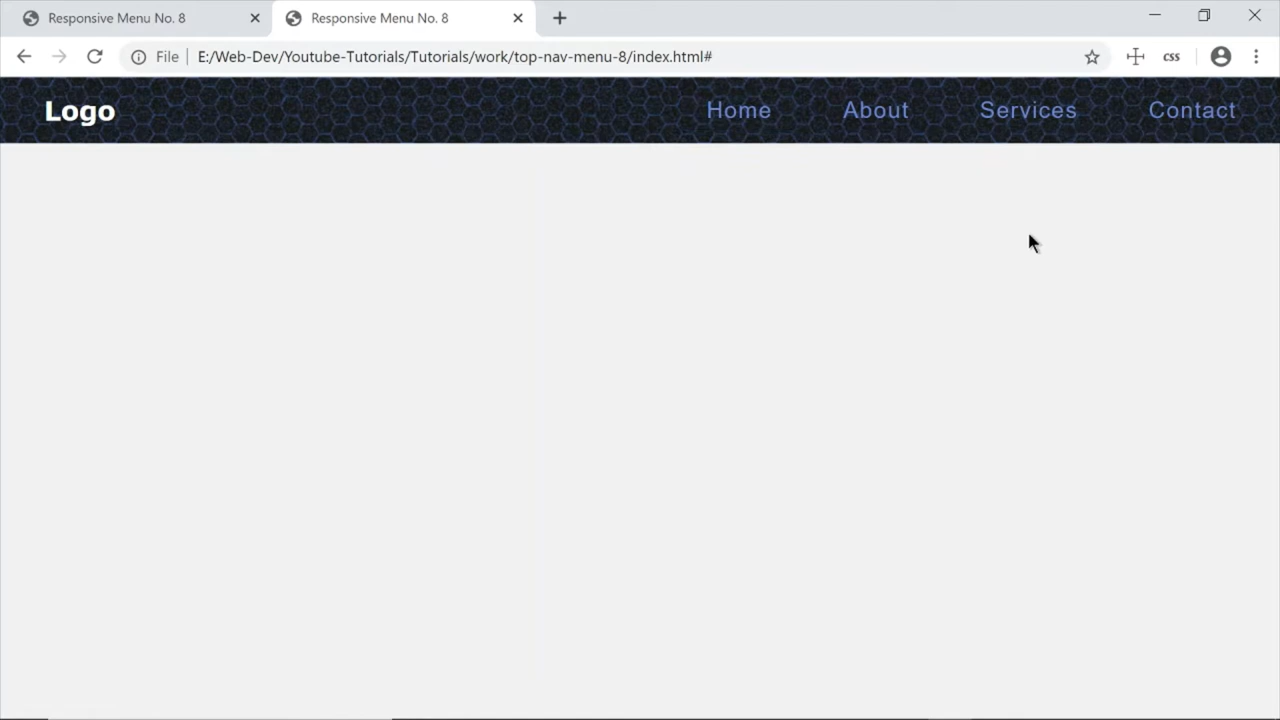 Responsive Menu No. 8
Responsive Menu No. 8
File E:/Web-Dev/Youtube-Tutorials/Tutorials/work/top-nav-menu-8/index.html#
css
Logo
Home
About
Services
Contact